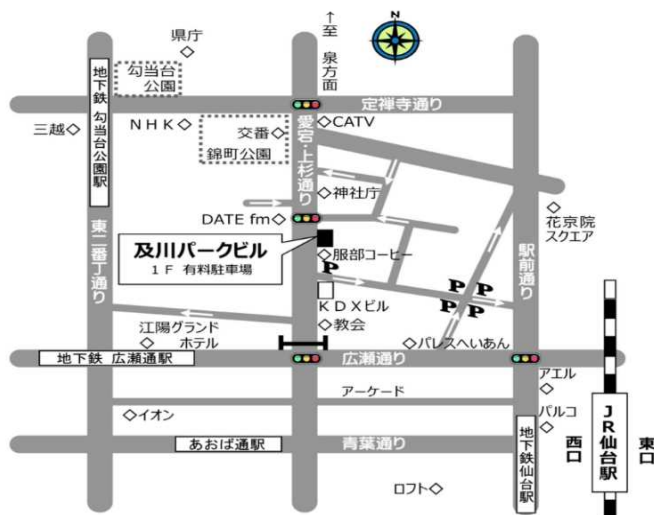 N
↑至 泉方面
県庁
勾当台
公園
地下鉄 勾当台公園駅
定禅寺通り
三越
NHK
交番
錦町公園
CATV
愛宕・上杉通り
神社庁
DATE fm
花京院
スクエア
東二番丁通り
及川パークビル
1F 有料駐車場
服部コーヒー
駅前通り
P
P P
P P
KDXビル
江陽グランド
ホテル
教会
パレスへいあん
地下鉄 広瀬通駅
広瀬通り
アエル
アーケード
パルコ
イオン
あおば通駅
青葉通り
地下鉄仙台駅
西口
JR仙台駅
東口
ロフト